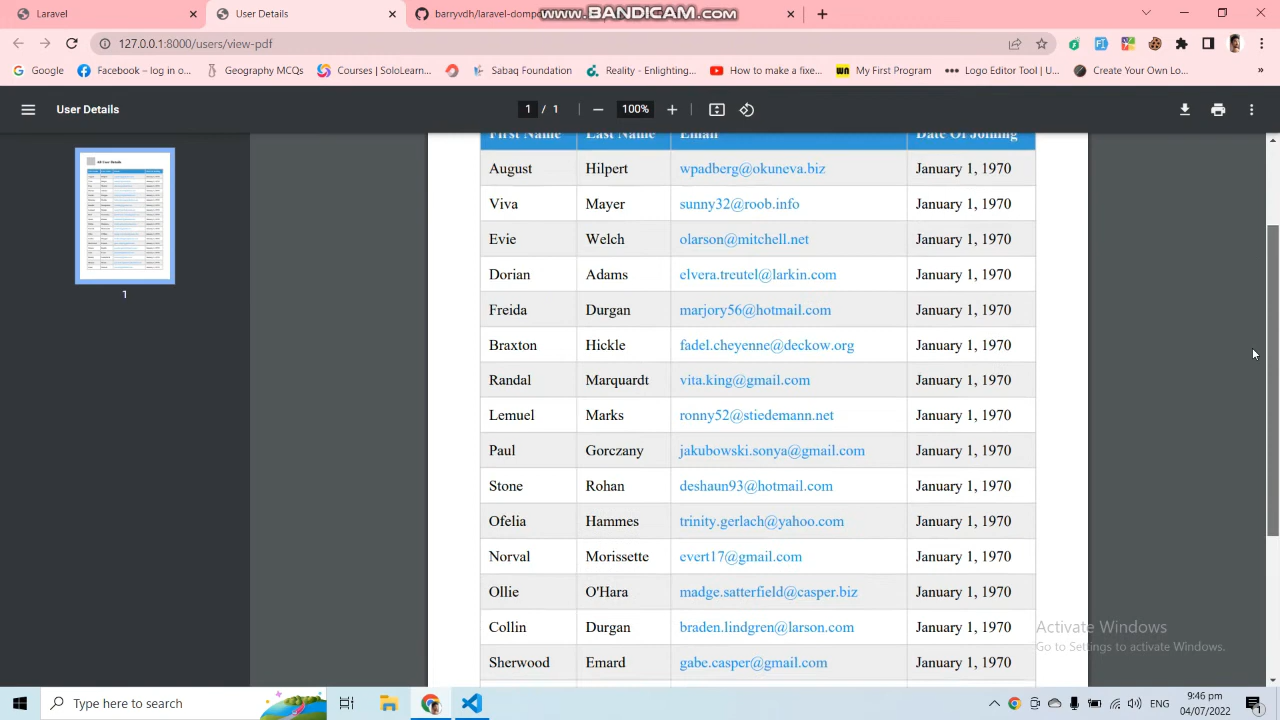 Laravel
User Details
barryvdh/laravel-domp
WWW.BANDICAM.COM
127.0.0.1:8000/users/view-pdf
Google
Facebook – log in o...
Geography MCQs
Courses | SoloLearn...
Sabun Foundation
Reality - Enlighting...
How to make a fixe...
My First Program
Logo Editor Tool | U...
Create Your Own Lo...
»
User Details
1 / 1
100%
1
First Name Last Name Email Date Of Joining
August Hilpert wpadberg@okuneva.biz January 1, 1970
Viva Mayer sunny32@roob.info January 1, 1970
Evie Welch olarson@mitchell.net January 1, 1970
Dorian Adams elvera.treutel@larkin.com January 1, 1970
Freida Durgan marjory56@hotmail.com January 1, 1970
Braxton Hickle fadel.cheyenne@deckow.org January 1, 1970
Randal Marquardt vita.king@gmail.com January 1, 1970
Lemuel Marks ronny52@stiedemann.net January 1, 1970
Paul Gorczany jakubowski.sonya@gmail.com January 1, 1970
Stone Rohan deshaun93@hotmail.com January 1, 1970
Ofelia Hammes trinity.gerlach@yahoo.com January 1, 1970
Norval Morissette evert17@gmail.com January 1, 1970
Ollie O'Hara madge.satterfield@casper.biz January 1, 1970
Collin Durgan braden.lindgren@larson.com January 1, 1970
Sherwood Emard gabe.casper@gmail.com January 1, 1970
Activate Windows
Go to Settings to activate Windows.
Type here to search
ENG
9:46 pm
04/07/2022
1